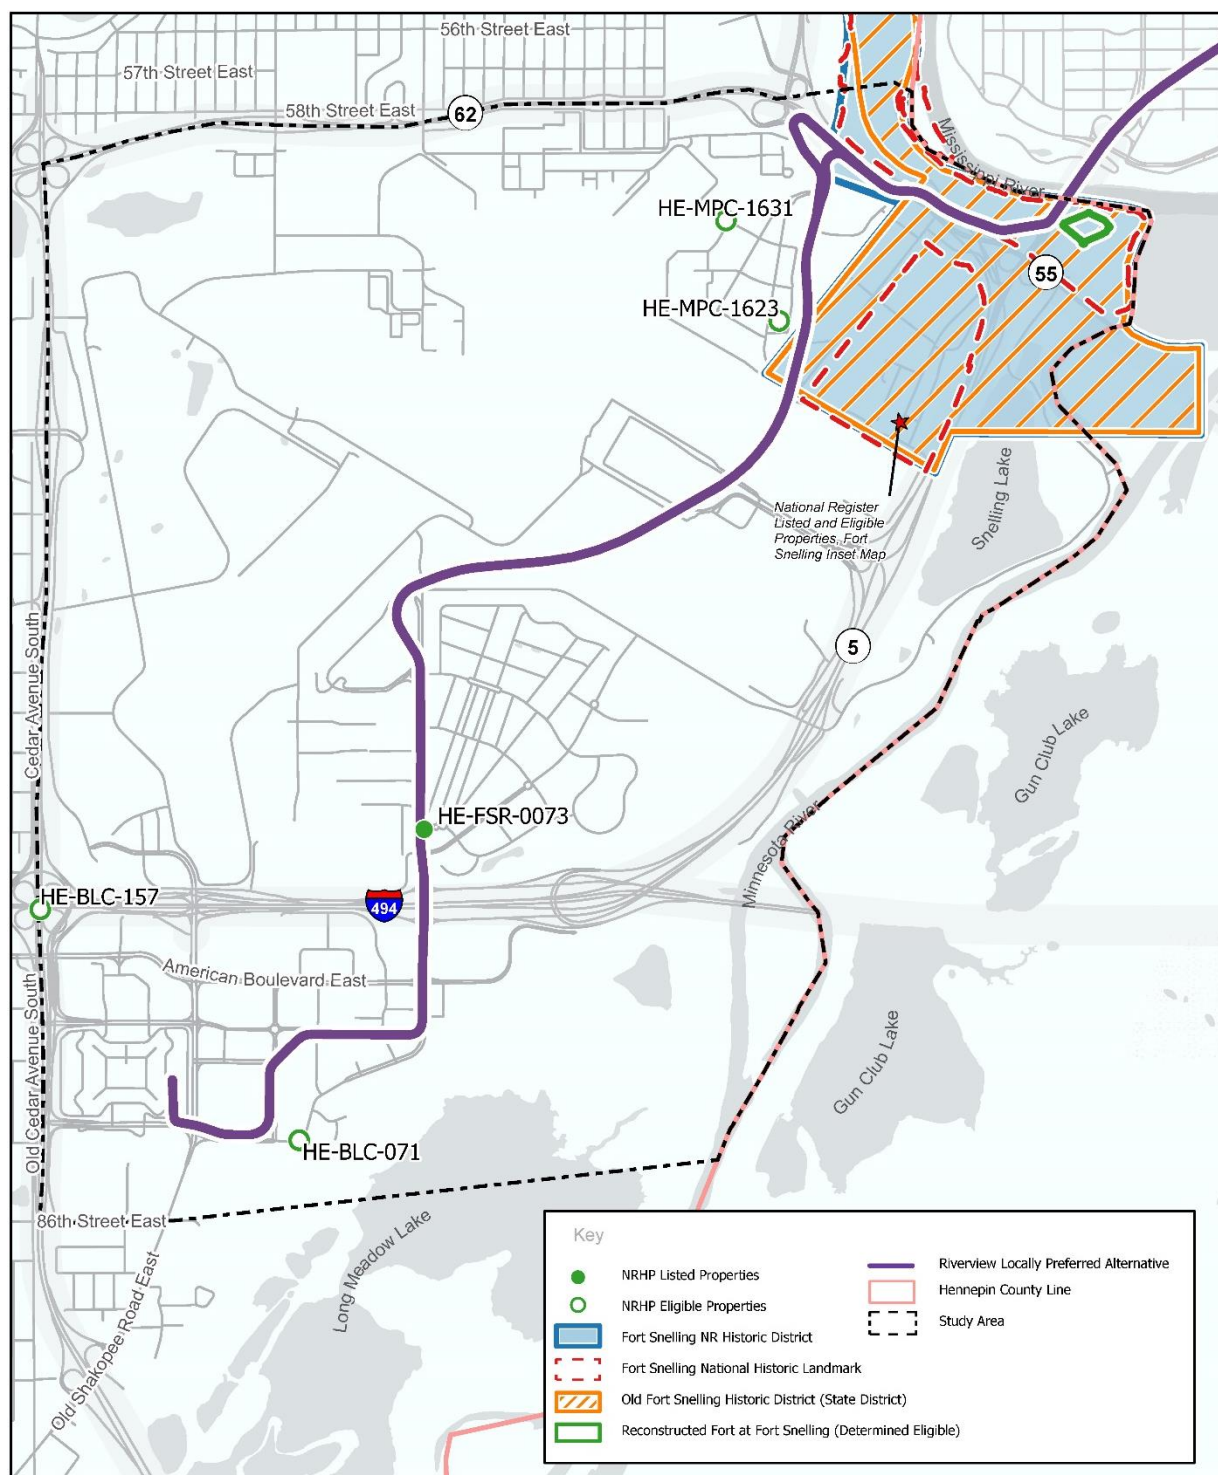 56th Street East
57th Street East
58th Street East
62
Mississippi River
HE-MPC-1631
55
HE-MPC-1623
National Register
Listed and Eligible
Properties, Fort
Snelling Inset Map
Snelling Lake
5
Cedar Avenue South
Gun Club Lake
HE-FSR-0073
Minnesota River
HE-BLC-157
494
American Boulevard East
Old Cedar Avenue South
Gun Club Lake
HE-BLC-071
86th Street East
Long Meadow Lake
Old Shakopee Road East
Key
NRHP Listed Properties
NRHP Eligible Properties
Fort Snelling NR Historic District
Fort Snelling National Historic Landmark
Old Fort Snelling Historic District (State District)
Reconstructed Fort at Fort Snelling (Determined Eligible)
Riverview Locally Preferred Alternative
Hennepin County Line
Study Area